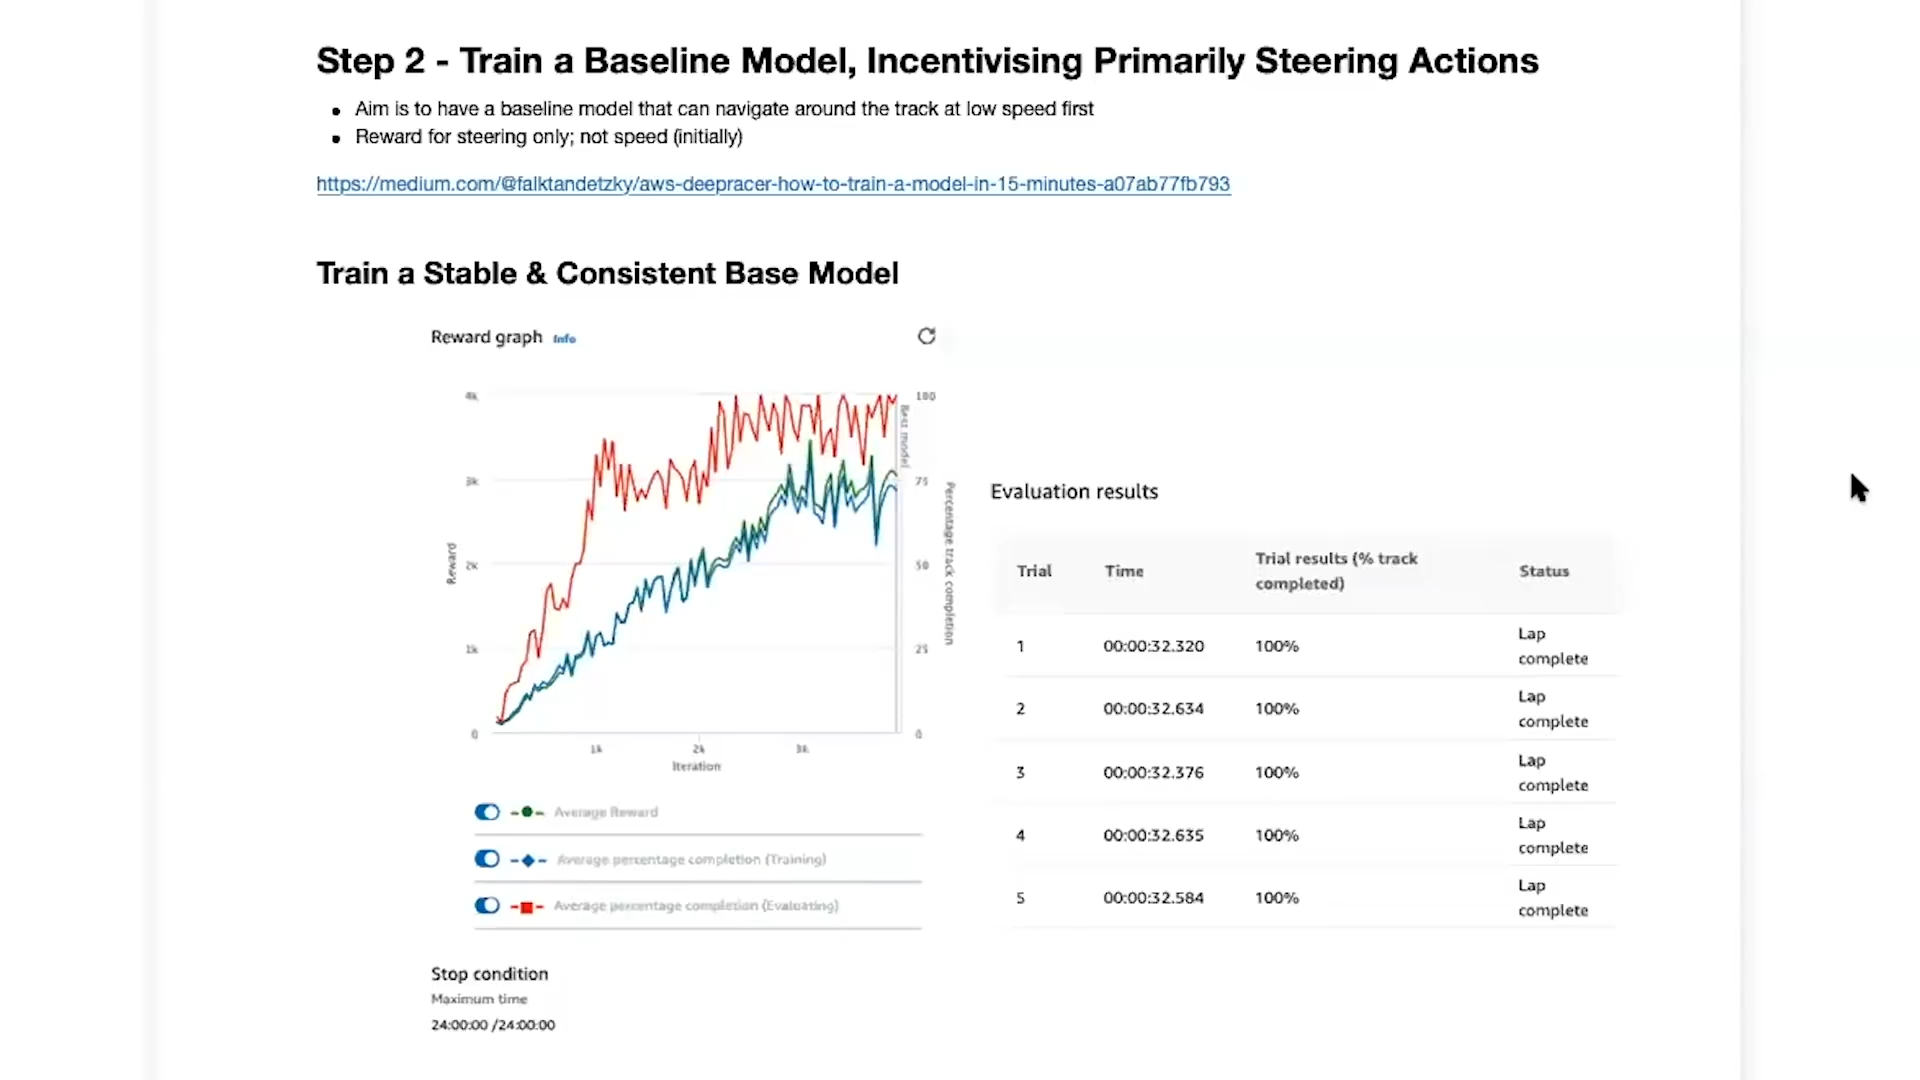 Step 2 - Train a Baseline Model, Incentivising Primarily Steering Actions
Aim is to have a baseline model that can navigate around the track at low speed first
Reward for steering only; not speed (initially)
https://medium.com/@falktandetzky/aws-deepracer-how-to-train-a-model-in-15-minutes-a07ab77fb793
Train a Stable & Consistent Base Model
Reward graph Info
4k
3k
2k
1k
0
Reward
100
75
50
25
0
Best model
Percentage track completion
1k 2k 3k
Iteration
Average Reward
Average percentage completion (Training)
Average percentage completion (Evaluating)
Stop condition
Maximum time
24:00:00 /24:00:00
Evaluation results
Trial Time Trial results (% track
completed) Status
1 00:00:32.320 100% Lap
complete
2 00:00:32.634 100% Lap
complete
3 00:00:32.376 100% Lap
complete
4 00:00:32.635 100% Lap
complete
5 00:00:32.584 100% Lap
complete